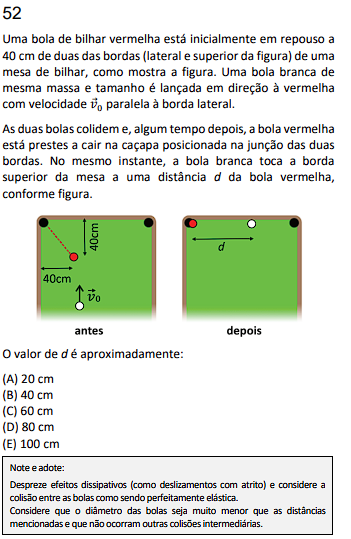 52
Uma bola de bilhar vermelha está inicialmente em repouso a
40 cm de duas das bordas (lateral e superior da figura) de uma
mesa de bilhar, como mostra a figura. Uma bola branca de
mesma massa e tamanho é lançada em direção à vermelha
com velocidade v⃗₀ paralela à borda lateral.
As duas bolas colidem e, algum tempo depois, a bola vermelha
está prestes a cair na caçapa posicionada na junção das duas
bordas. No mesmo instante, a bola branca toca a borda
superior da mesa a uma distância d da bola vermelha,
conforme figura.
40cm
40cm
v⃗₀
antes
d
depois
O valor de d é aproximadamente:
(A) 20 cm
(B) 40 cm
(C) 60 cm
(D) 80 cm
(E) 100 cm
Note e adote:
Despreze efeitos dissipativos (como deslizamentos com atrito) e considere a
colisão entre as bolas como sendo perfeitamente elástica.
Considere que o diâmetro das bolas seja muito menor que as distâncias
mencionadas e que não ocorram outras colisões intermediárias.